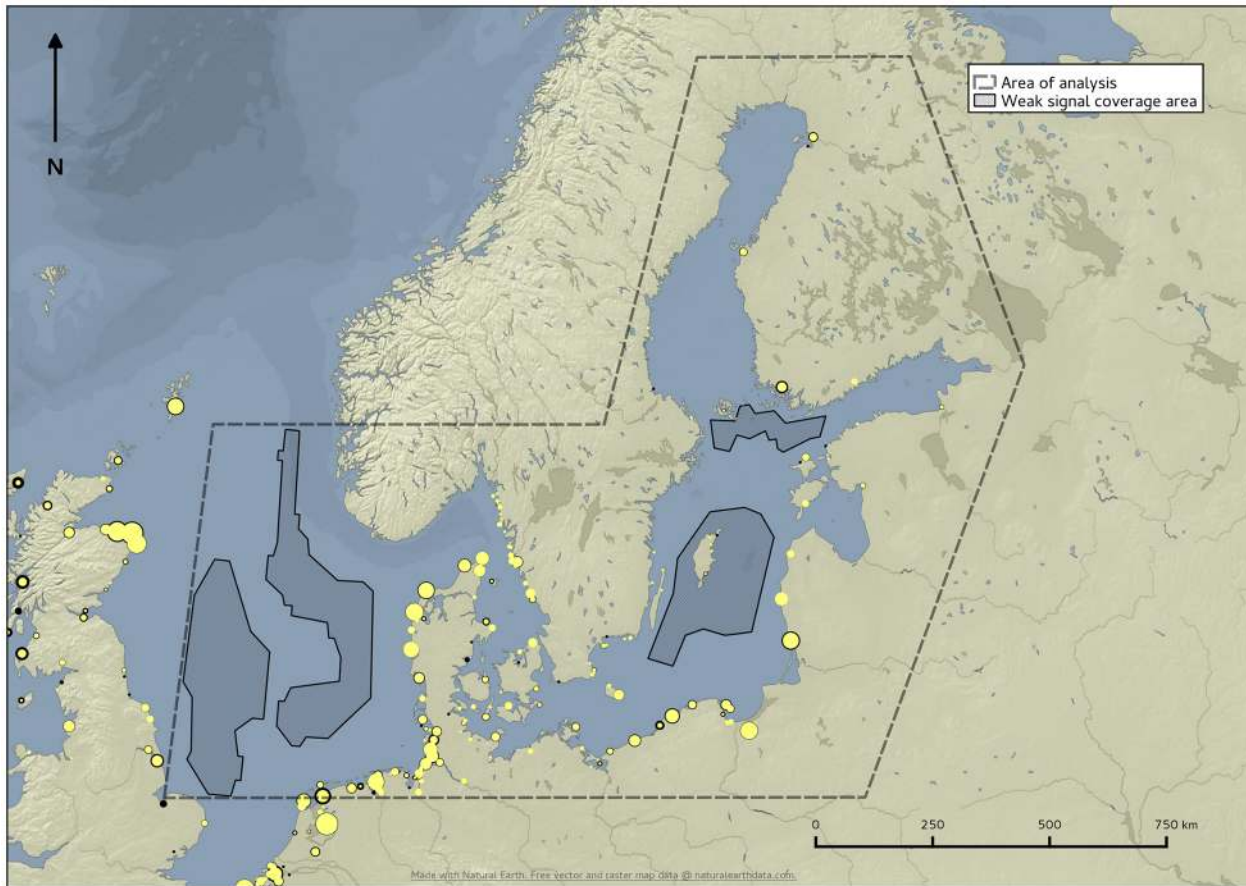 N
Area of analysis
Weak signal coverage area
0 250 500 750 km
Made with Natural Earth. Free vector and raster map data @ naturalearthdata.com.